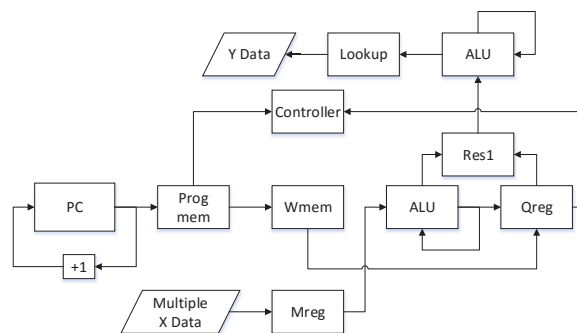 Y Data
Lookup
ALU
Controller
Res1
PC
Prog
mem
Wmem
ALU
Qreg
+1
Multiple
X Data
Mreg